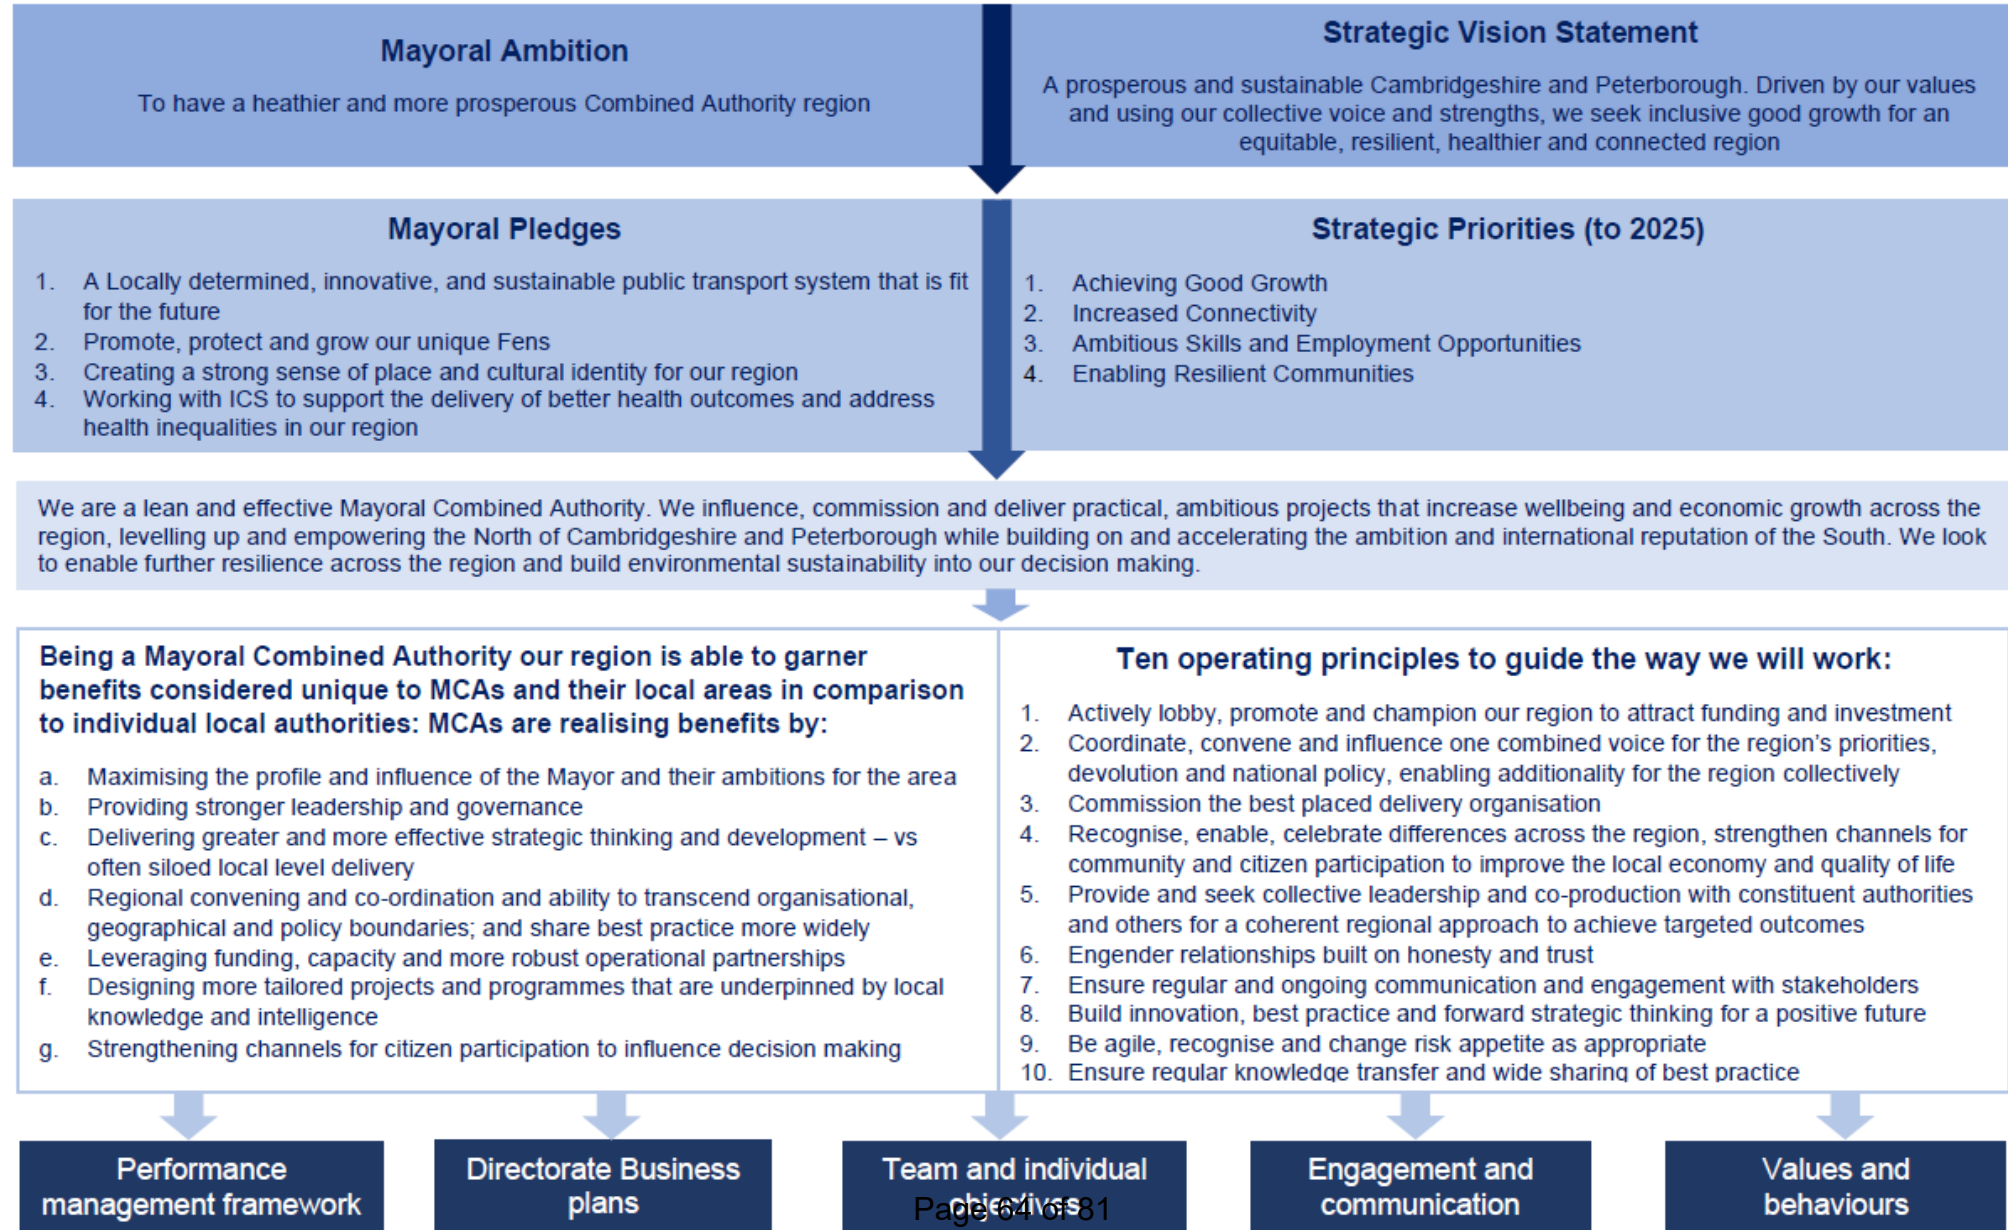 Mayoral Ambition
To have a heathier and more prosperous Combined Authority region
Strategic Vision Statement
A prosperous and sustainable Cambridgeshire and Peterborough. Driven by our values
and using our collective voice and strengths, we seek inclusive good growth for an
equitable, resilient, healthier and connected region
Mayoral Pledges
1. A Locally determined, innovative, and sustainable public transport system that is fit
for the future
2. Promote, protect and grow our unique Fens
3. Creating a strong sense of place and cultural identity for our region
4. Working with ICS to support the delivery of better health outcomes and address
health inequalities in our region
Strategic Priorities (to 2025)
1. Achieving Good Growth
2. Increased Connectivity
3. Ambitious Skills and Employment Opportunities
4. Enabling Resilient Communities
We are a lean and effective Mayoral Combined Authority. We influence, commission and deliver practical, ambitious projects that increase wellbeing and economic growth across the
region, levelling up and empowering the North of Cambridgeshire and Peterborough while building on and accelerating the ambition and international reputation of the South. We look
to enable further resilience across the region and build environmental sustainability into our decision making.
Being a Mayoral Combined Authority our region is able to garner
benefits considered unique to MCAs and their local areas in comparison
to individual local authorities: MCAs are realising benefits by:
a. Maximising the profile and influence of the Mayor and their ambitions for the area
b. Providing stronger leadership and governance
c. Delivering greater and more effective strategic thinking and development – vs
often siloed local level delivery
d. Regional convening and co-ordination and ability to transcend organisational,
geographical and policy boundaries; and share best practice more widely
e. Leveraging funding, capacity and more robust operational partnerships
f. Designing more tailored projects and programmes that are underpinned by local
knowledge and intelligence
g. Strengthening channels for citizen participation to influence decision making
Ten operating principles to guide the way we will work:
1. Actively lobby, promote and champion our region to attract funding and investment
2. Coordinate, convene and influence one combined voice for the region's priorities,
devolution and national policy, enabling additionality for the region collectively
3. Commission the best placed delivery organisation
4. Recognise, enable, celebrate differences across the region, strengthen channels for
community and citizen participation to improve the local economy and quality of life
5. Provide and seek collective leadership and co-production with constituent authorities
and others for a coherent regional approach to achieve targeted outcomes
6. Engender relationships built on honesty and trust
7. Ensure regular and ongoing communication and engagement with stakeholders
8. Build innovation, best practice and forward strategic thinking for a positive future
9. Be agile, recognise and change risk appetite as appropriate
10. Ensure regular knowledge transfer and wide sharing of best practice
Performance
management framework
Directorate Business
plans
Team and individual
objectives
Page 64 of 81
Engagement and
communication
Values and
behaviours